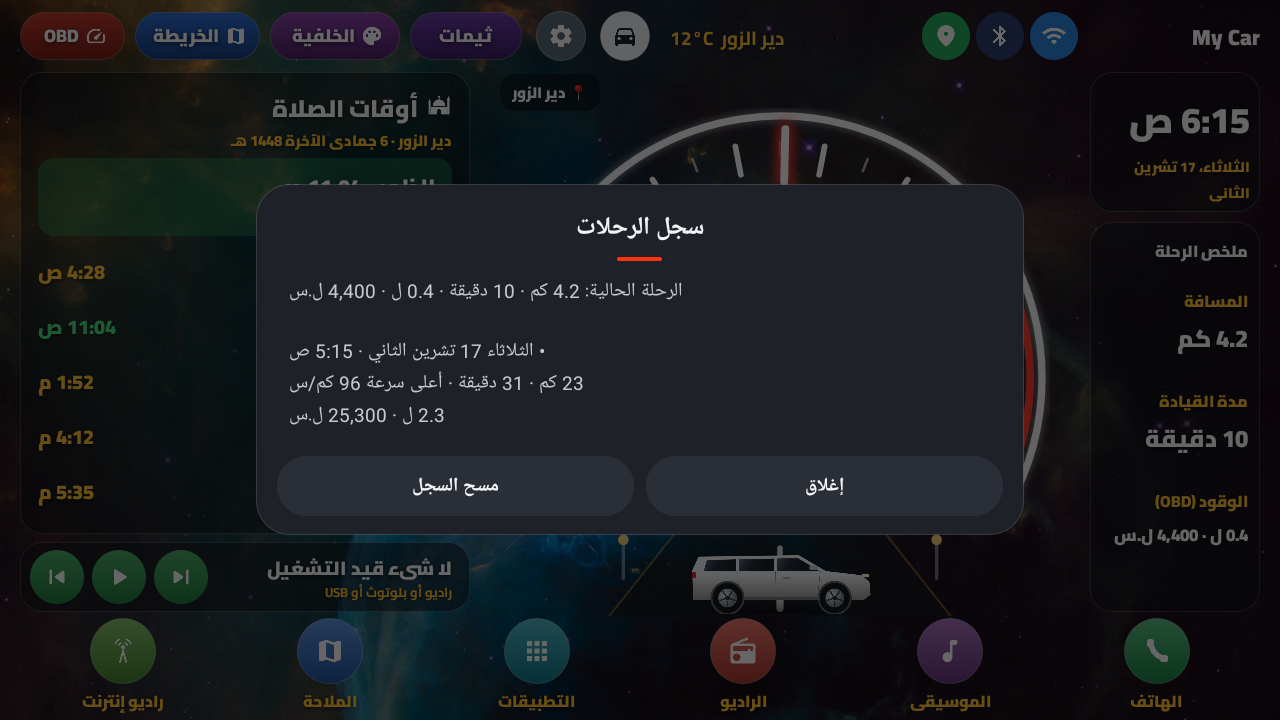 My Car
دير الزور 12°C
ثيمات
الخلفية
الخريطة
OBD
6:15 ص
الثلاثاء، 17 تشرين
الثاني
ملخص الرحلة
المسافة
4.2 كم
مدة القيادة
10 دقيقة
الوقود (OBD)
0.4 ل · 4,400 ل.س
دير الزور
أوقات الصلاة
دير الزور · 6 جمادى الآخرة 1448 هـ
4:28 ص
11:04 ص
1:52 م
4:12 م
5:35 م
سجل الرحلات
الرحلة الحالية: 4.2 كم · 10 دقيقة · 0.4 ل · 4,400 ل.س
• الثلاثاء 17 تشرين الثاني · 5:15 ص
23 كم · 31 دقيقة · أعلى سرعة 96 كم/س
2.3 ل · 25,300 ل.س
إغلاق
مسح السجل
لا شيء قيد التشغيل
راديو أو بلوتوث أو USB
الهاتف
الموسيقى
الراديو
التطبيقات
الملاحة
راديو إنترنت